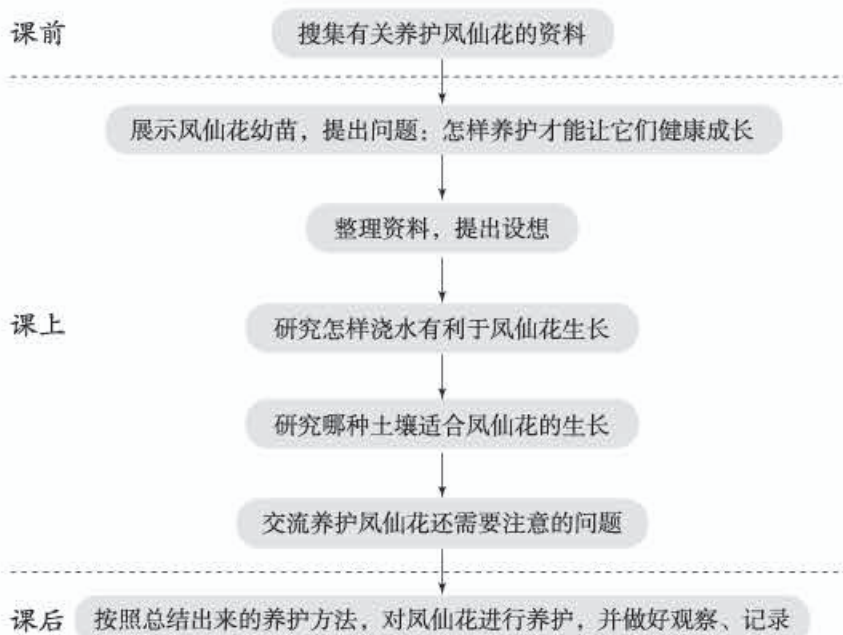 课前
搜集有关养护凤仙花的资料
展示凤仙花幼苗，提出问题：怎样养护才能让它们健康成长
整理资料，提出设想
课上
研究怎样浇水有利于凤仙花生长
研究哪种土壤适合凤仙花的生长
交流养护凤仙花还需要注意的问题
课后
按照总结出来的养护方法，对凤仙花进行养护，并做好观察、记录